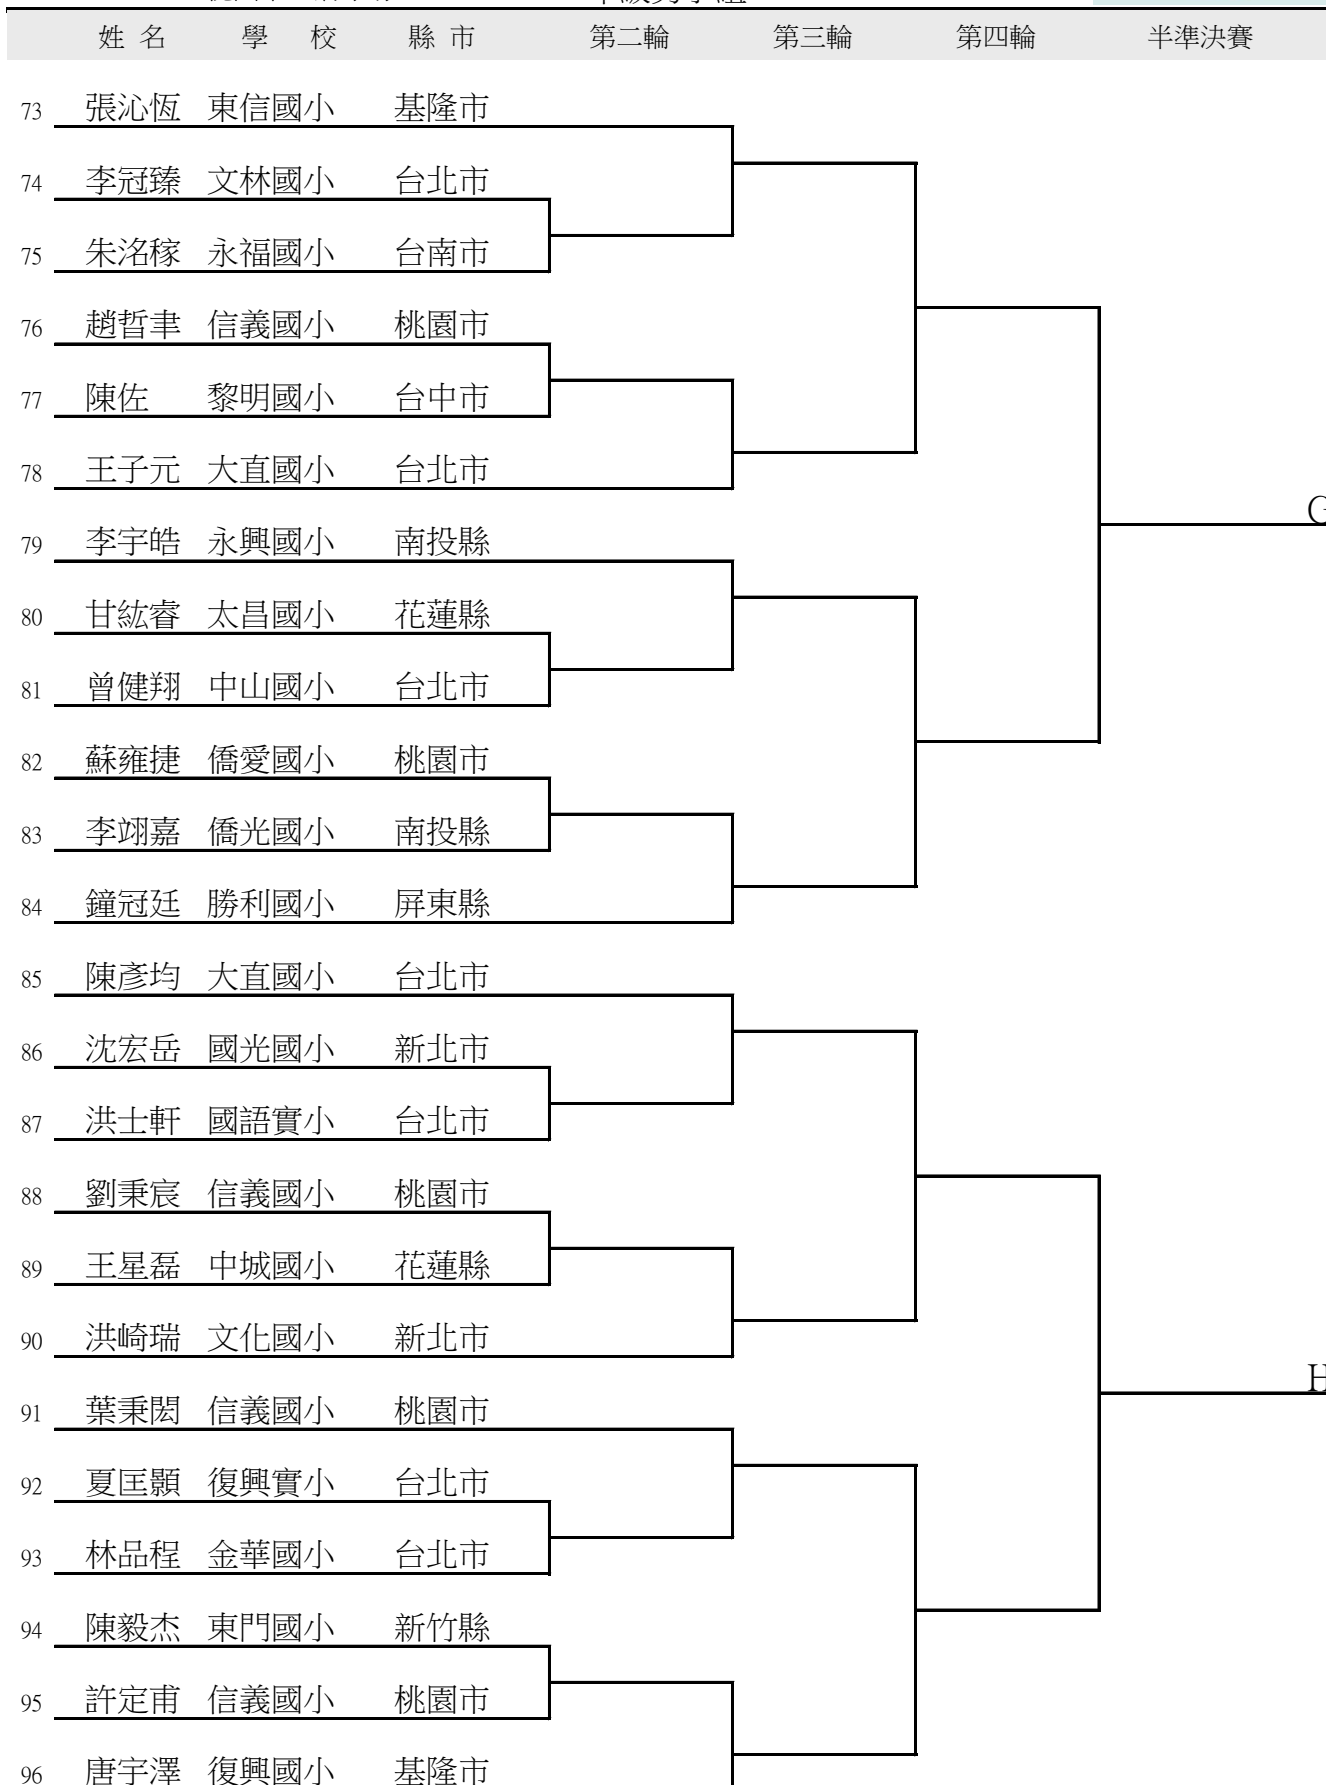 姓 名 學 校 縣 市 第二輪 第三輪 第四輪 半準決賽
73 張沁恆 東信國小 基隆市
74 李冠臻 文林國小 台北市
75 朱洺稼 永福國小 台南市
76 趙哲聿 信義國小 桃園市
77 陳佐 黎明國小 台中市
78 王子元 大直國小 台北市
G
79 李宇皓 永興國小 南投縣
80 甘紘睿 太昌國小 花蓮縣
81 曾健翔 中山國小 台北市
82 蘇雍捷 僑愛國小 桃園市
83 李翊嘉 僑光國小 南投縣
84 鐘冠廷 勝利國小 屏東縣
85 陳彥均 大直國小 台北市
86 沈宏岳 國光國小 新北市
87 洪士軒 國語實小 台北市
88 劉秉宸 信義國小 桃園市
89 王星磊 中城國小 花蓮縣
90 洪崎瑞 文化國小 新北市
H
91 葉秉閎 信義國小 桃園市
92 夏匡顥 復興實小 台北市
93 林品程 金華國小 台北市
94 陳毅杰 東門國小 新竹縣
95 許定甫 信義國小 桃園市
96 唐宇澤 復興國小 基隆市